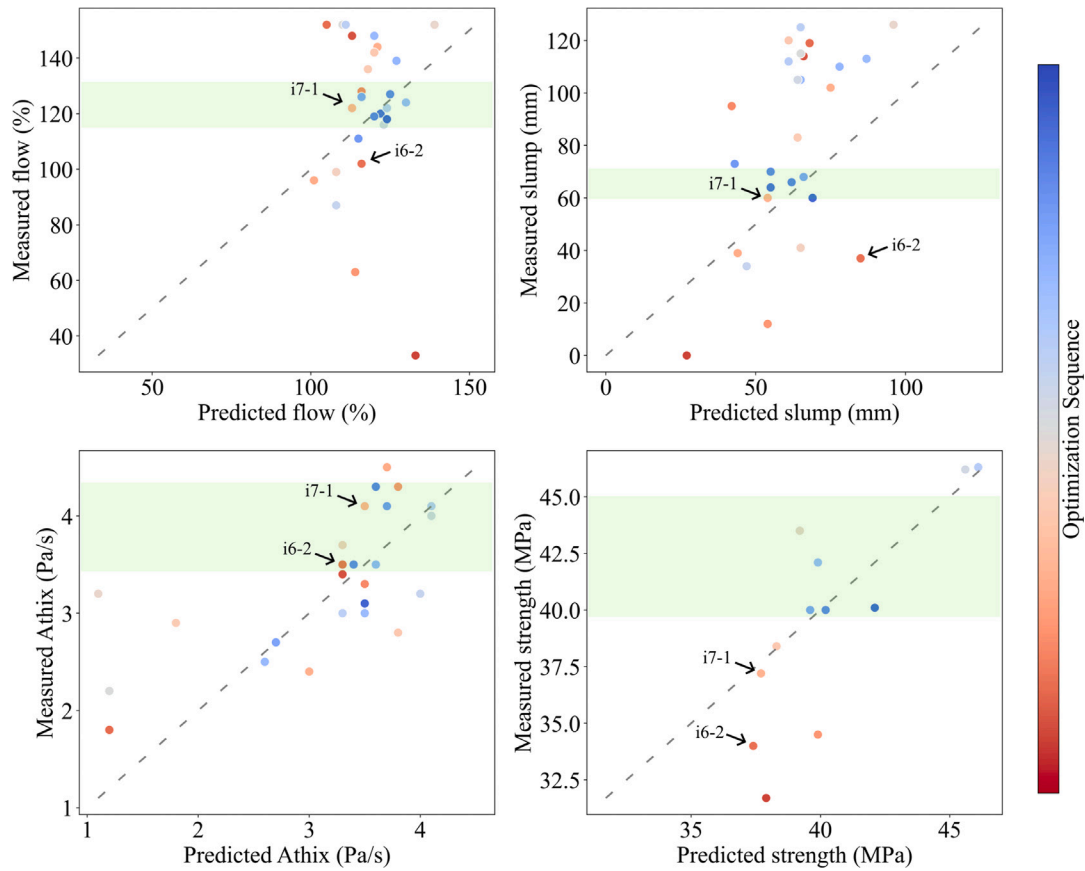 140
120
100
80
60
40
50
100
150
Measured flow (%)
Predicted flow (%)
i7-1
i6-2
120
100
80
60
40
20
0
0
50
100
Measured slump (mm)
Predicted slump (mm)
i7-1
i6-2
4
3
2
1
1
2
3
4
Measured Athix (Pa/s)
Predicted Athix (Pa/s)
i7-1
i6-2
45.0
42.5
40.0
37.5
35.0
32.5
35
40
45
Measured strength (MPa)
Predicted strength (MPa)
i7-1
i6-2
Optimization Sequence